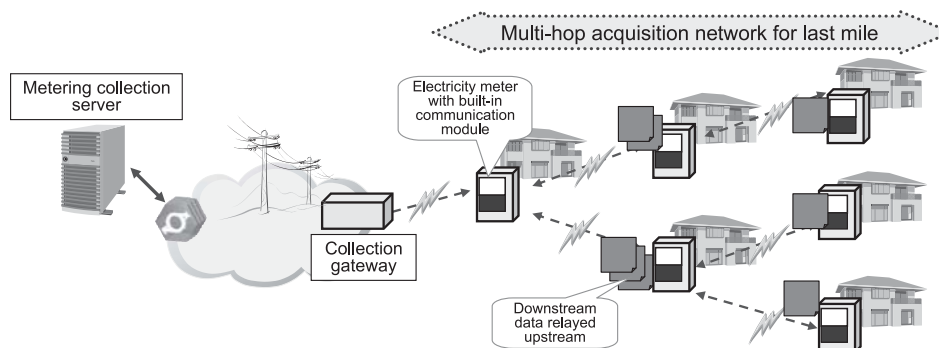 Multi-hop acquisition network for last mile
Metering collection
server
Electricity meter
with built-in
communication
module
Collection
gateway
Downstream
data relayed
upstream